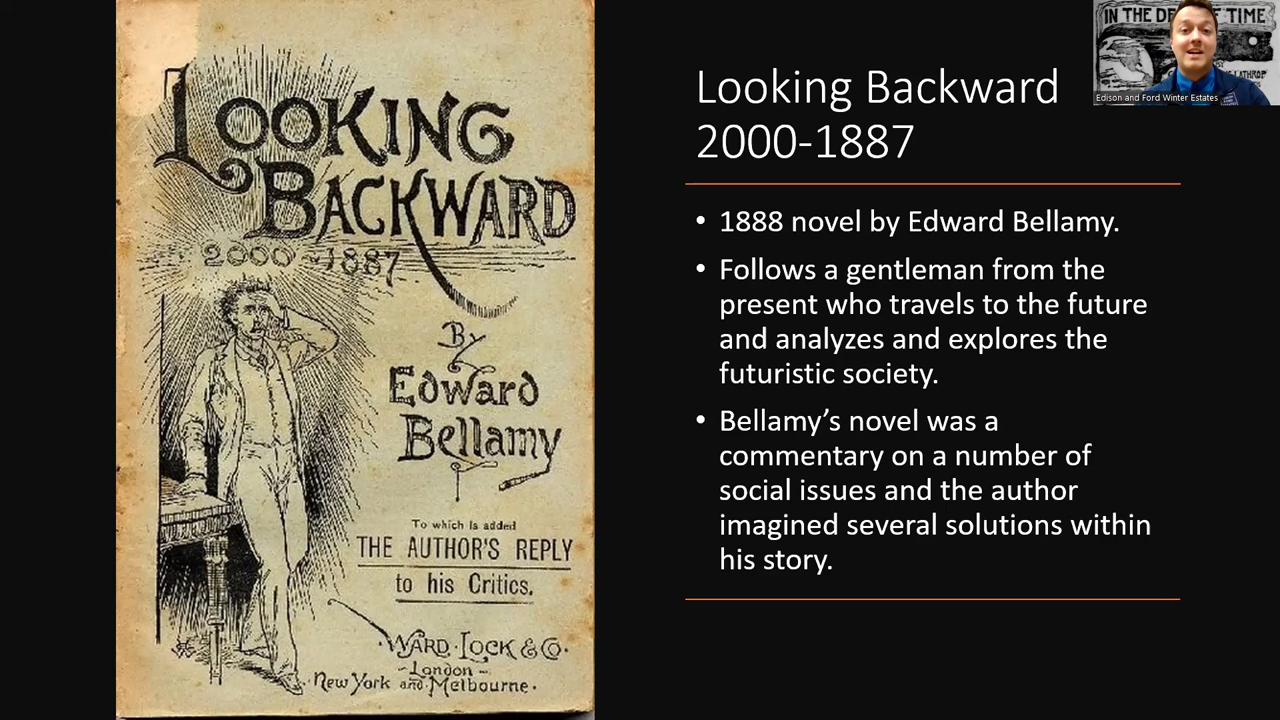 LOOKING
BACKWARD
2000-1887
By
Edward
Bellamy
To which is added
THE AUTHOR'S REPLY
to his Critics.
WARD·LOCK & CO·
London
New York and Melbourne.
Looking Backward
2000-1887
• 1888 novel by Edward Bellamy.
• Follows a gentleman from the
present who travels to the future
and analyzes and explores the
futuristic society.
• Bellamy’s novel was a
commentary on a number of
social issues and the author
imagined several solutions within
his story.
IN THE OF TIME
LATHROP
Edison and Ford Winter Estates